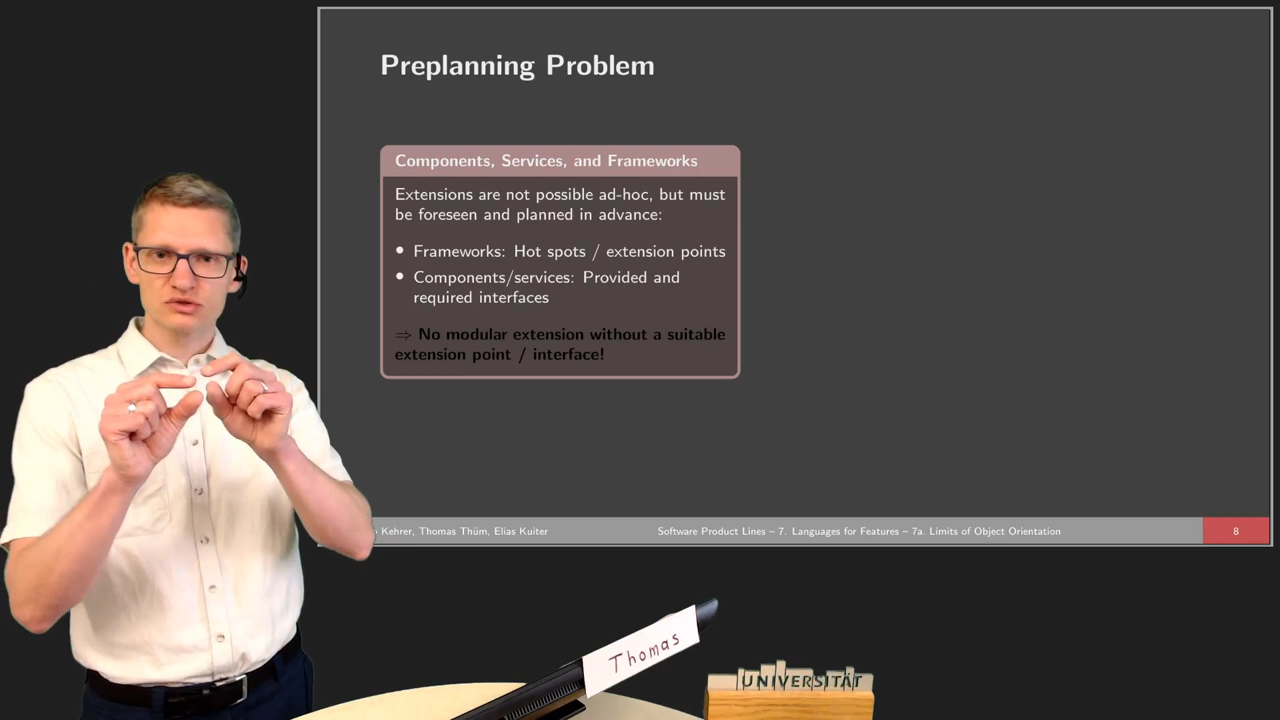 Preplanning Problem
Components, Services, and Frameworks
Extensions are not possible ad-hoc, but must
be foreseen and planned in advance:
• Frameworks: Hot spots / extension points
• Components/services: Provided and
required interfaces
⇒ No modular extension without a suitable
extension point / interface!
Kehrer, Thomas Thüm, Elias Kuiter
Software Product Lines – 7. Languages for Features – 7a. Limits of Object Orientation
8
Thomas
UNIVERSITÄT